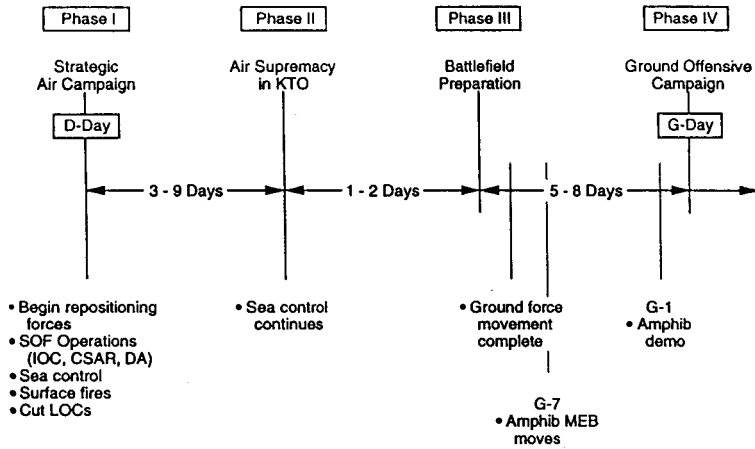 Phase I
Phase II
Phase III
Phase IV
Strategic
Air Campaign
Air Supremacy
in KTO
Battlefield
Preparation
Ground Offensive
Campaign
D-Day
G-Day
3 - 9 Days
1 - 2 Days
5 - 8 Days
• Begin repositioning
forces
• SOF Operations
(IOC, CSAR, DA)
• Sea control
• Surface fires
• Cut LOCs
• Sea control
continues
• Ground force
movement
complete
G-7
• Amphib MEB
moves
G-1
• Amphib
demo